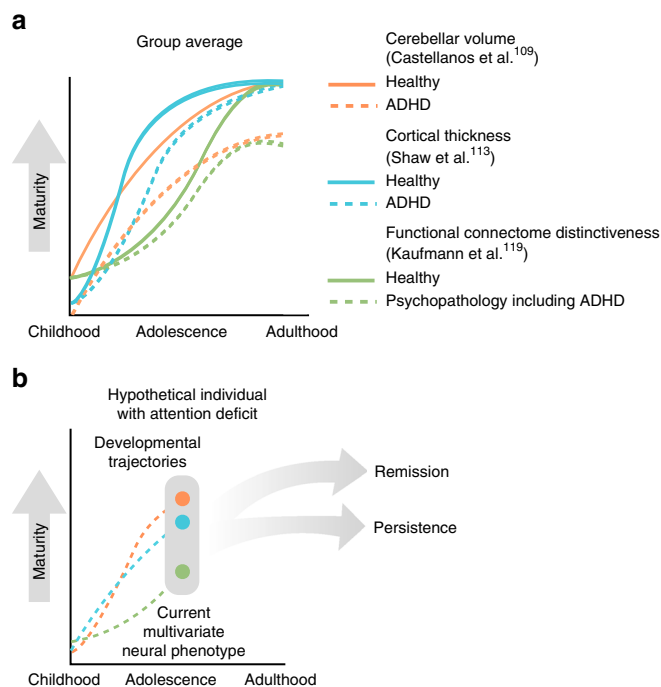 a
Group average
Maturity
Childhood
Adolescence
Adulthood
Cerebellar volume
(Castellanos et al.109)
Healthy
ADHD
Cortical thickness
(Shaw et al.113)
Healthy
ADHD
Functional connectome distinctiveness
(Kaufmann et al.119)
Healthy
Psychopathology including ADHD
b
Hypothetical individual
with attention deficit
Developmental
trajectories
Maturity
Remission
Persistence
Current
multivariate
neural phenotype
Childhood
Adolescence
Adulthood